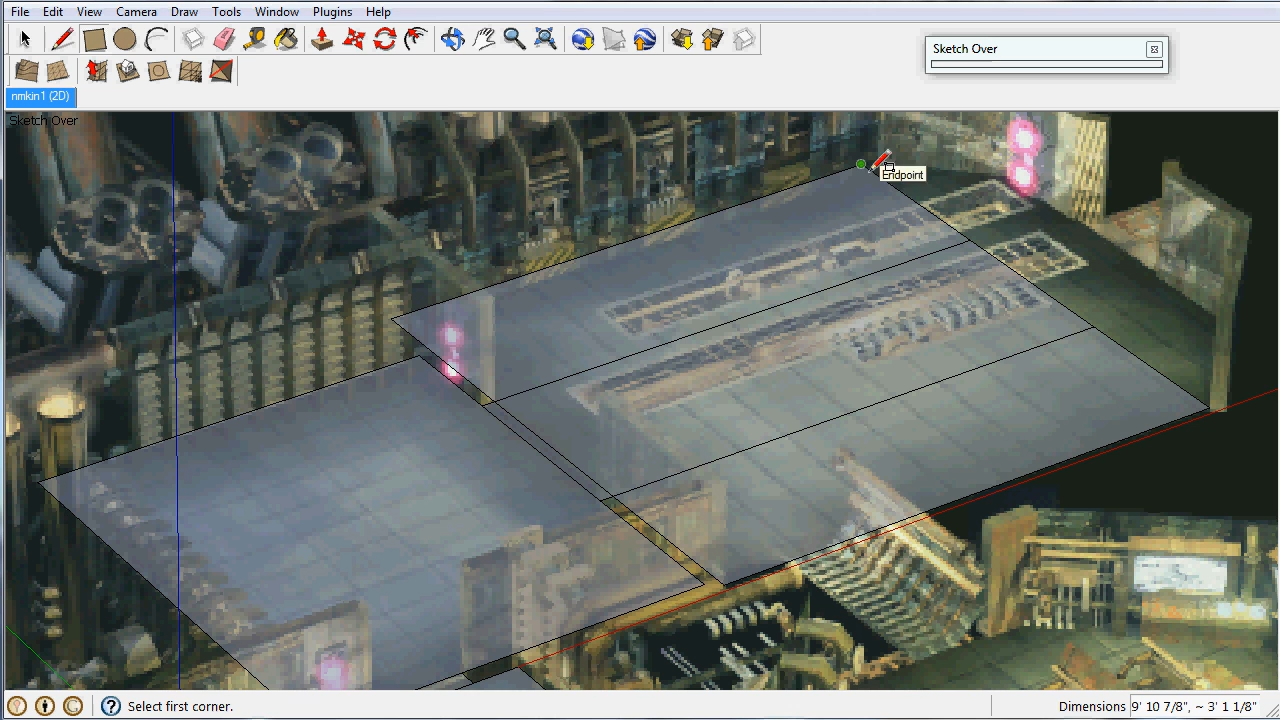 File Edit View Camera Draw Tools Window Plugins Help
Sketch Over
nmkin1 (2D)
Sketch Over
Endpoint
Select first corner.
Dimensions 9' 10 7/8", ~ 3' 1 1/8"